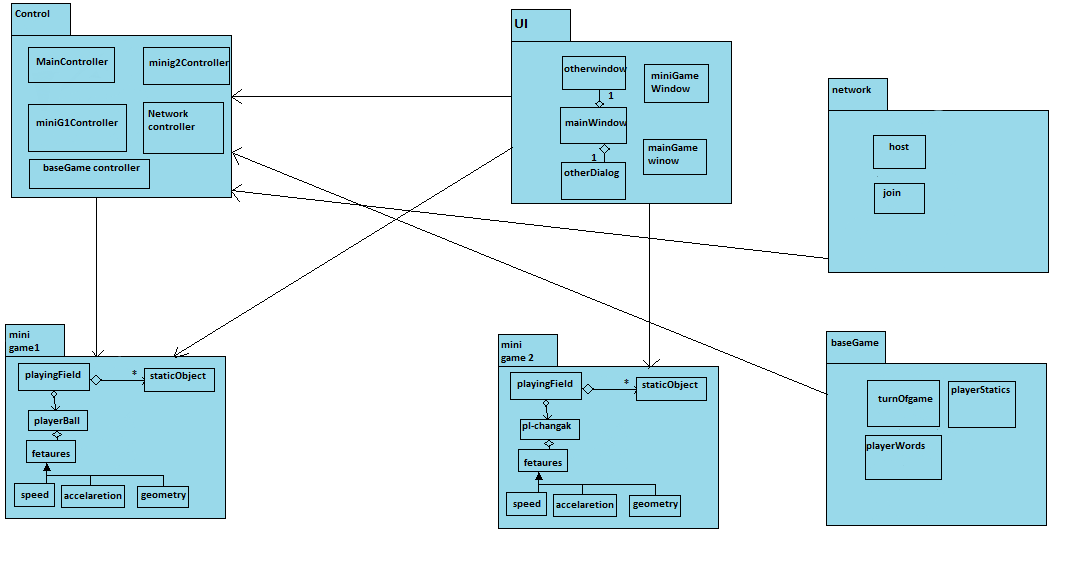 Control
MainController
minig2Controller
miniG1Controller
Network
controller
baseGame controller
UI
otherwindow
1
mainWindow
1
otherDialog
miniGame
Window
mainGame
winow
network
host
join
mini
game1
playingField
*
staticObject
playerBall
fetaures
speed
accelaretion
geometry
mini
game 2
playingField
*
staticObject
pl-changak
fetaures
speed
accelaretion
geometry
baseGame
turnOfgame
playerStatics
playerWords